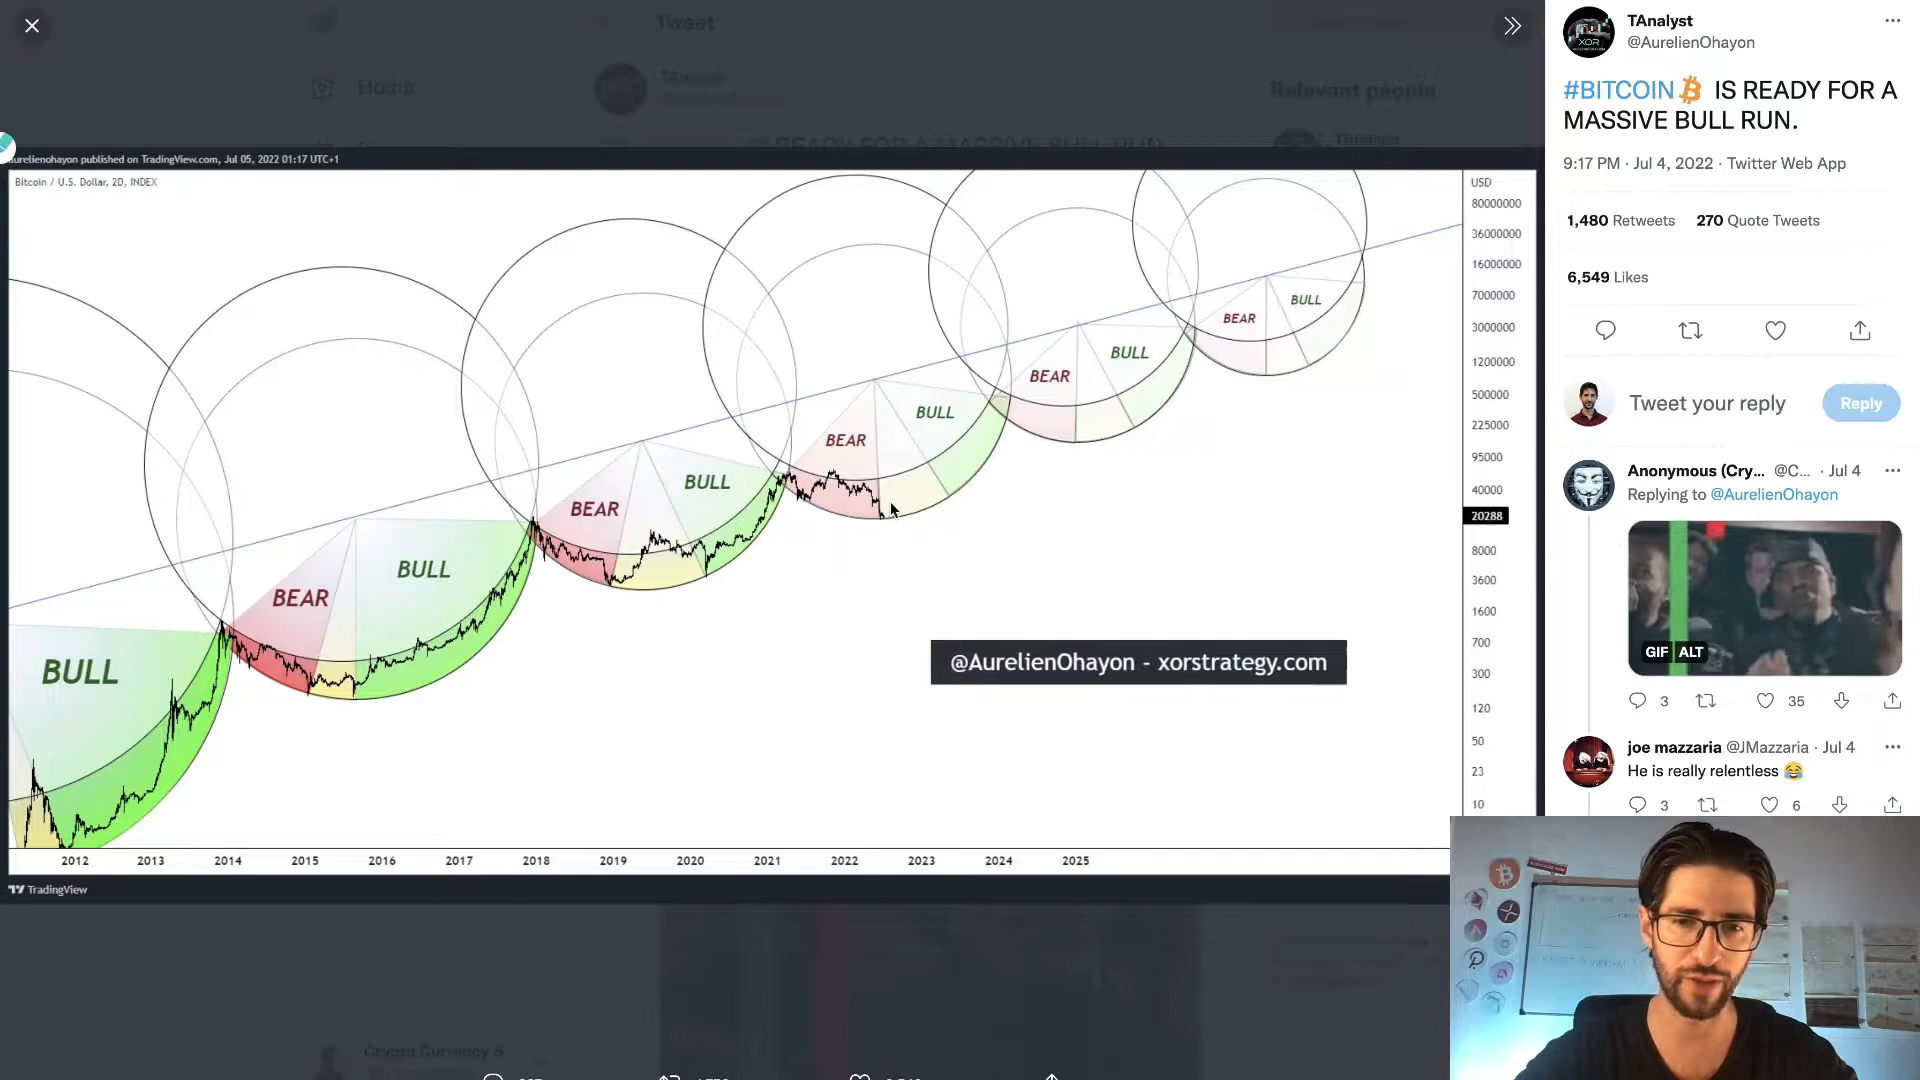 Tweet
Home
Relevant people
aurelienohayon published on TradingView.com, Jul 05, 2022 01:17 UTC+1
Bitcoin / U.S. Dollar, 2D, INDEX
USD
80000000
36000000
16000000
7000000
3000000
1200000
500000
225000
95000
40000
20288
8000
3600
1600
700
300
120
50
23
10
BULL
BEAR
BULL
BEAR
BULL
BEAR
BULL
BEAR
BULL
BEAR
BULL
@AurelienOhayon - xorstrategy.com
2012 2013 2014 2015 2016 2017 2018 2019 2020 2021 2022 2023 2024 2025
TradingView
TAnalyst
@AurelienOhayon
#BITCOIN IS READY FOR A
MASSIVE BULL RUN.
9:17 PM · Jul 4, 2022 · Twitter Web App
1,480 Retweets 270 Quote Tweets
6,549 Likes
Tweet your reply
Reply
Anonymous (Cry... @C... · Jul 4
Replying to @AurelienOhayon
GIF ALT
3 35
joe mazzaria @JMazzaria · Jul 4
He is really relentless 😂
3 6